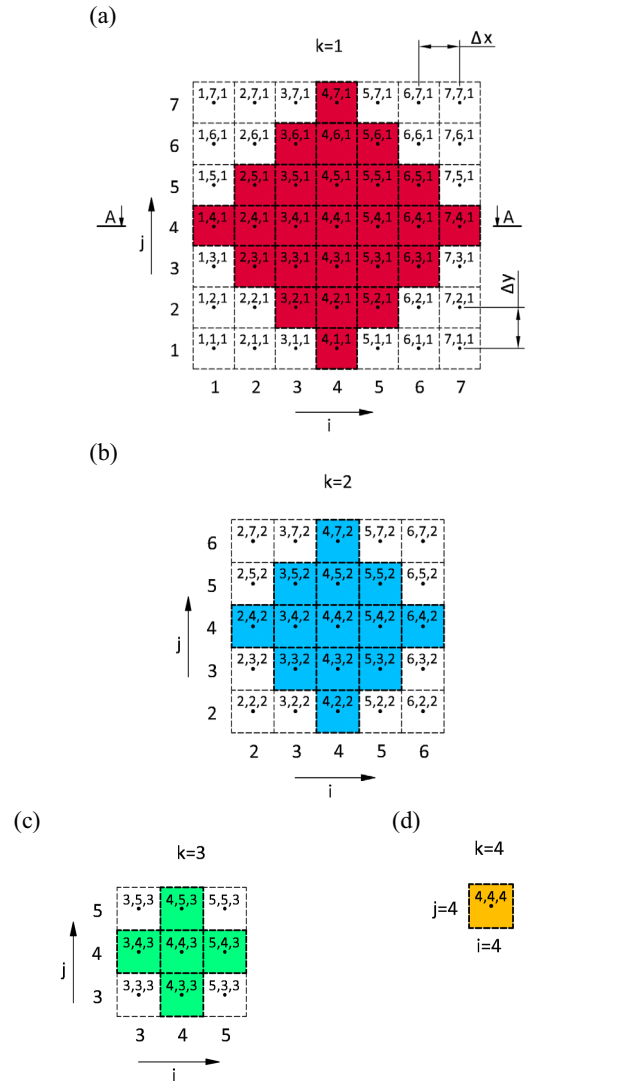 (a)
k=1
Δx
7 1,7,1 2,7,1 3,7,1 4,7,1 5,7,1 6,7,1 7,7,1
6 1,6,1 2,6,1 3,6,1 4,6,1 5,6,1 6,6,1 7,6,1
5 1,5,1 2,5,1 3,5,1 4,5,1 5,5,1 6,5,1 7,5,1
A 4 1,4,1 2,4,1 3,4,1 4,4,1 5,4,1 6,4,1 7,4,1 A
j
3 1,3,1 2,3,1 3,3,1 4,3,1 5,3,1 6,3,1 7,3,1
Δy
2 1,2,1 2,2,1 3,2,1 4,2,1 5,2,1 6,2,1 7,2,1
1 1,1,1 2,1,1 3,1,1 4,1,1 5,1,1 6,1,1 7,1,1
1 2 3 4 5 6 7
i
(b)
k=2
6 2,7,2 3,7,2 4,7,2 5,7,2 6,7,2
5 2,5,2 3,5,2 4,5,2 5,5,2 6,5,2
4 2,4,2 3,4,2 4,4,2 5,4,2 6,4,2
j
3 2,3,2 3,3,2 4,3,2 5,3,2 6,3,2
2 2,2,2 3,2,2 4,2,2 5,2,2 6,2,2
2 3 4 5 6
i
(c)
k=3
5 3,5,3 4,5,3 5,5,3
4 3,4,3 4,4,3 5,4,3
j
3 3,3,3 4,3,3 5,3,3
3 4 5
i
(d)
k=4
4,4,4
j=4
i=4